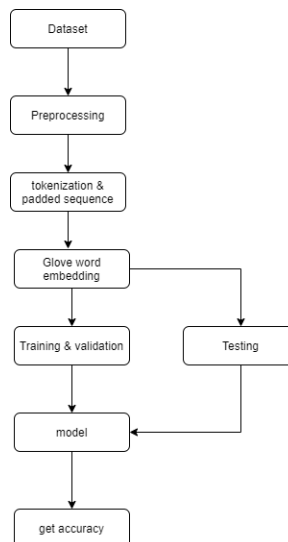 Dataset
Preprocessing
tokenization &
padded sequence
Glove word
embedding
Training & validation
Testing
model
get accuracy